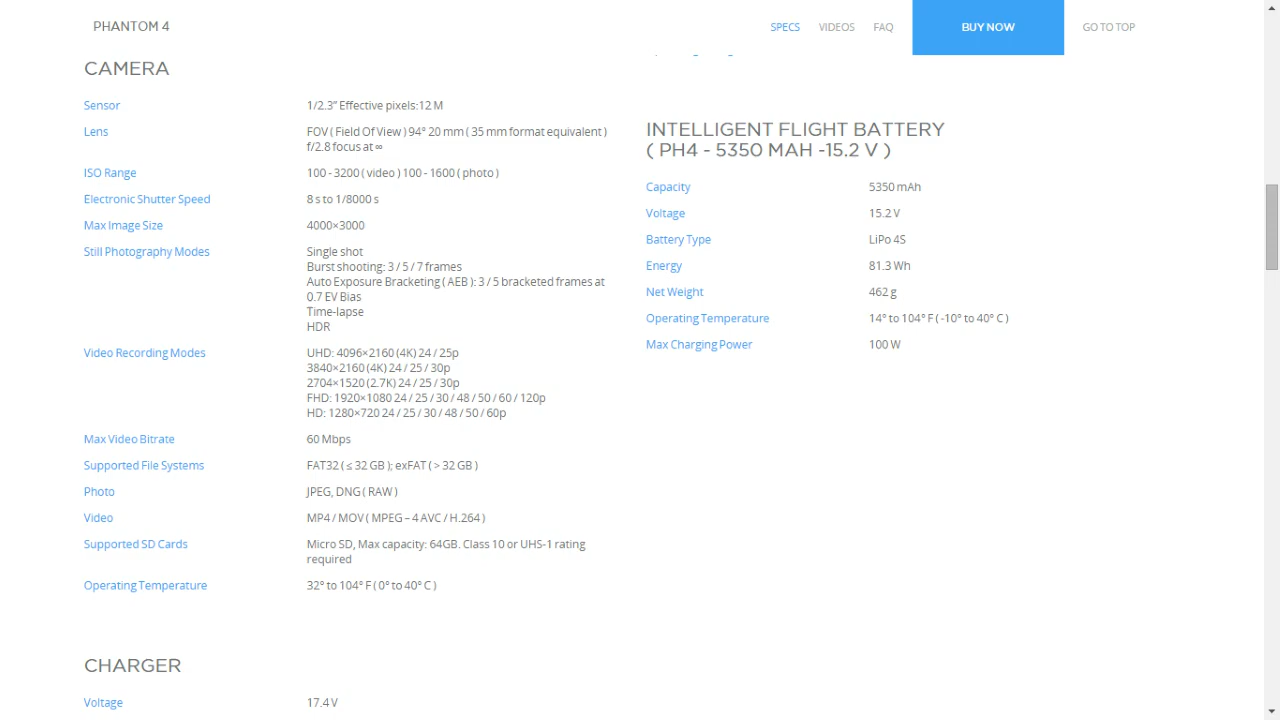 PHANTOM 4
SPECS VIDEOS FAQ BUY NOW GO TO TOP
CAMERA
Sensor 1/2.3” Effective pixels:12 M
Lens FOV ( Field Of View ) 94° 20 mm ( 35 mm format equivalent )
f/2.8 focus at ∞
ISO Range 100 - 3200 ( video ) 100 - 1600 ( photo )
Electronic Shutter Speed 8 s to 1/8000 s
Max Image Size 4000×3000
Still Photography Modes Single shot
Burst shooting: 3 / 5 / 7 frames
Auto Exposure Bracketing ( AEB ): 3 / 5 bracketed frames at
0.7 EV Bias
Time-lapse
HDR
Video Recording Modes UHD: 4096×2160 (4K) 24 / 25p
3840×2160 (4K) 24 / 25 / 30p
2704×1520 (2.7K) 24 / 25 / 30p
FHD: 1920×1080 24 / 25 / 30 / 48 / 50 / 60 / 120p
HD: 1280×720 24 / 25 / 30 / 48 / 50 / 60p
Max Video Bitrate 60 Mbps
Supported File Systems FAT32 ( ≤ 32 GB ); exFAT ( > 32 GB )
Photo JPEG, DNG ( RAW )
Video MP4 / MOV ( MPEG – 4 AVC / H.264 )
Supported SD Cards Micro SD, Max capacity: 64GB. Class 10 or UHS-1 rating
required
Operating Temperature 32° to 104° F ( 0° to 40° C )
CHARGER
Voltage 17.4 V
INTELLIGENT FLIGHT BATTERY
( PH4 - 5350 MAH -15.2 V )
Capacity 5350 mAh
Voltage 15.2 V
Battery Type LiPo 4S
Energy 81.3 Wh
Net Weight 462 g
Operating Temperature 14° to 104° F ( -10° to 40° C )
Max Charging Power 100 W